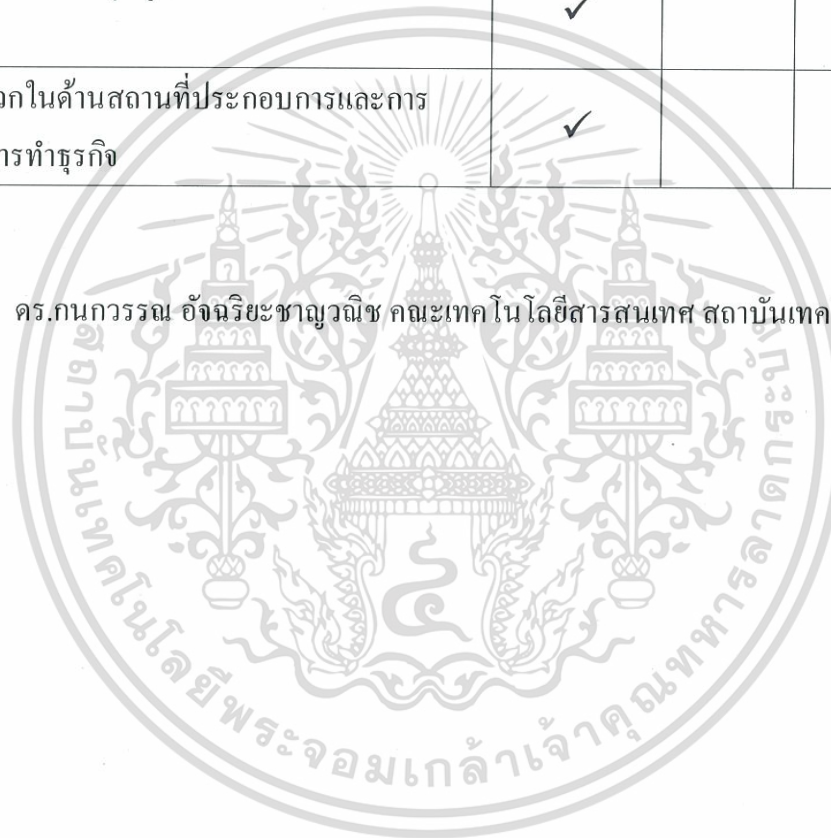 ✓
วกในด้านสถานที่ประกอบการและการ
✓
ารทำธุรกิจ
ดร.กนกวรรณ อัจฉริยะชาญวณิช คณะเทคโนโลยีสารสนเทศ สถาบันเทค
สถาบันเทคโนโลยีพระจอมเกล้าเจ้าคุณทหารลาดกระบัง